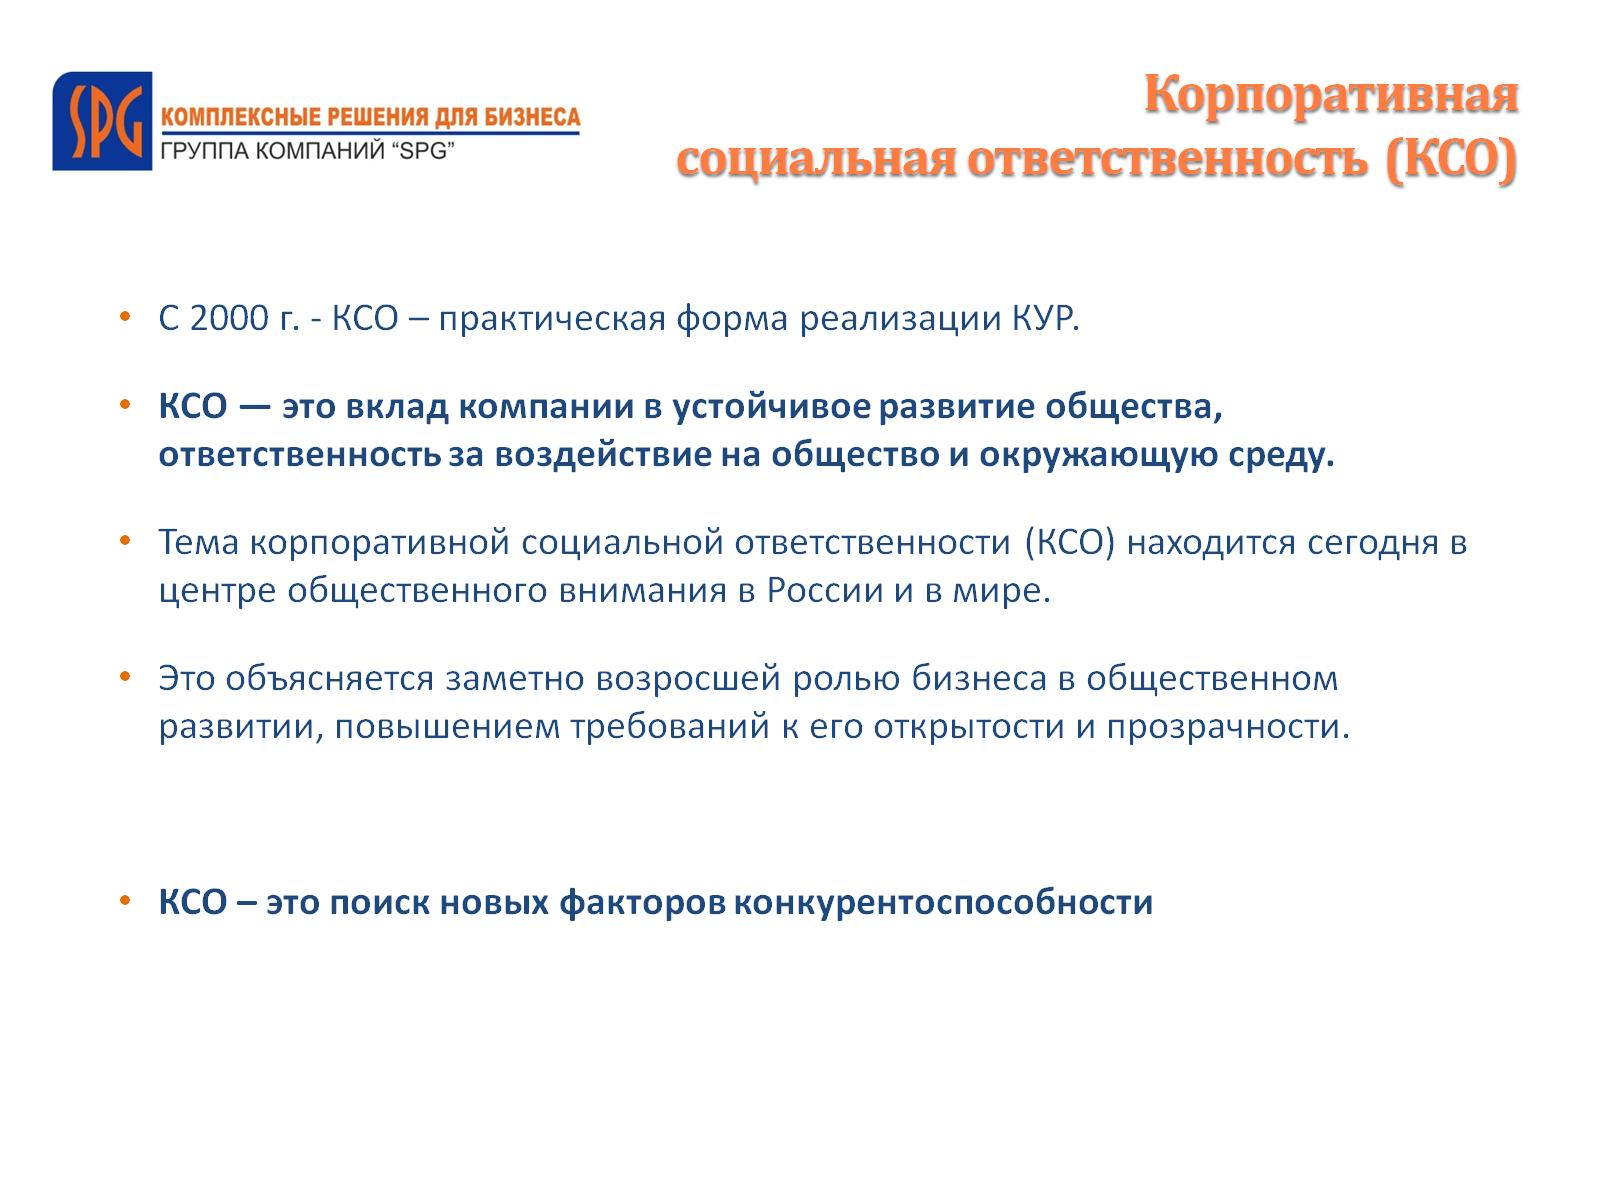 SPG
КОМПЛЕКСНЫЕ РЕШЕНИЯ ДЛЯ БИЗНЕСА
ГРУППА КОМПАНИЙ “SPG”
Корпоративная
социальная ответственность (КСО)
• С 2000 г. - КСО – практическая форма реализации КУР.
• КСО — это вклад компании в устойчивое развитие общества,
ответственность за воздействие на общество и окружающую среду.
• Тема корпоративной социальной ответственности (КСО) находится сегодня в
центре общественного внимания в России и в мире.
• Это объясняется заметно возросшей ролью бизнеса в общественном
развитии, повышением требований к его открытости и прозрачности.
• КСО – это поиск новых факторов конкурентоспособности